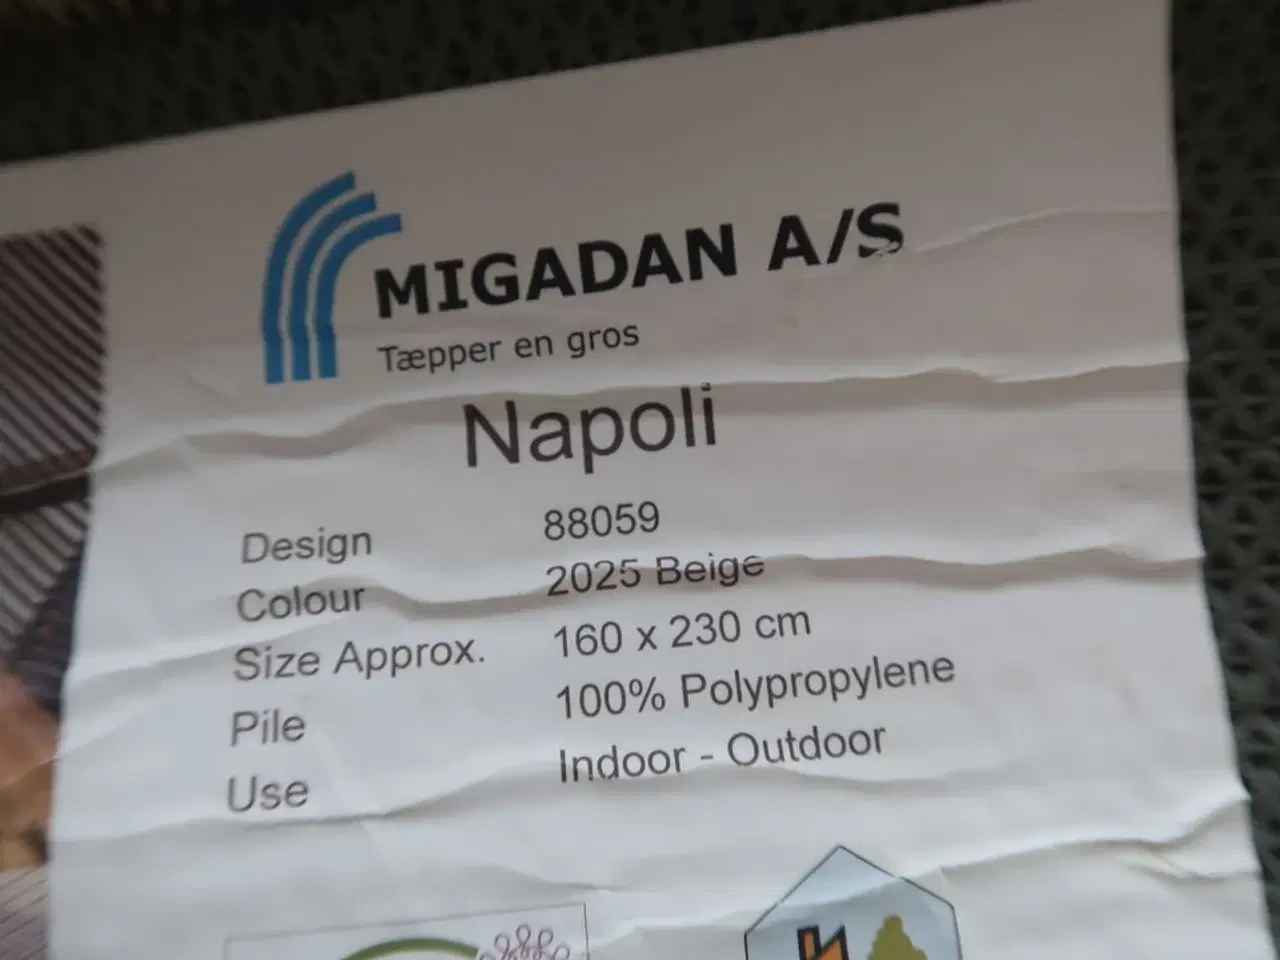 MIGADAN A/S
Tæpper en gros
Napoli
Design 88059
Colour 2025 Beige
Size Approx. 160 x 230 cm
Pile 100% Polypropylene
Use Indoor - Outdoor